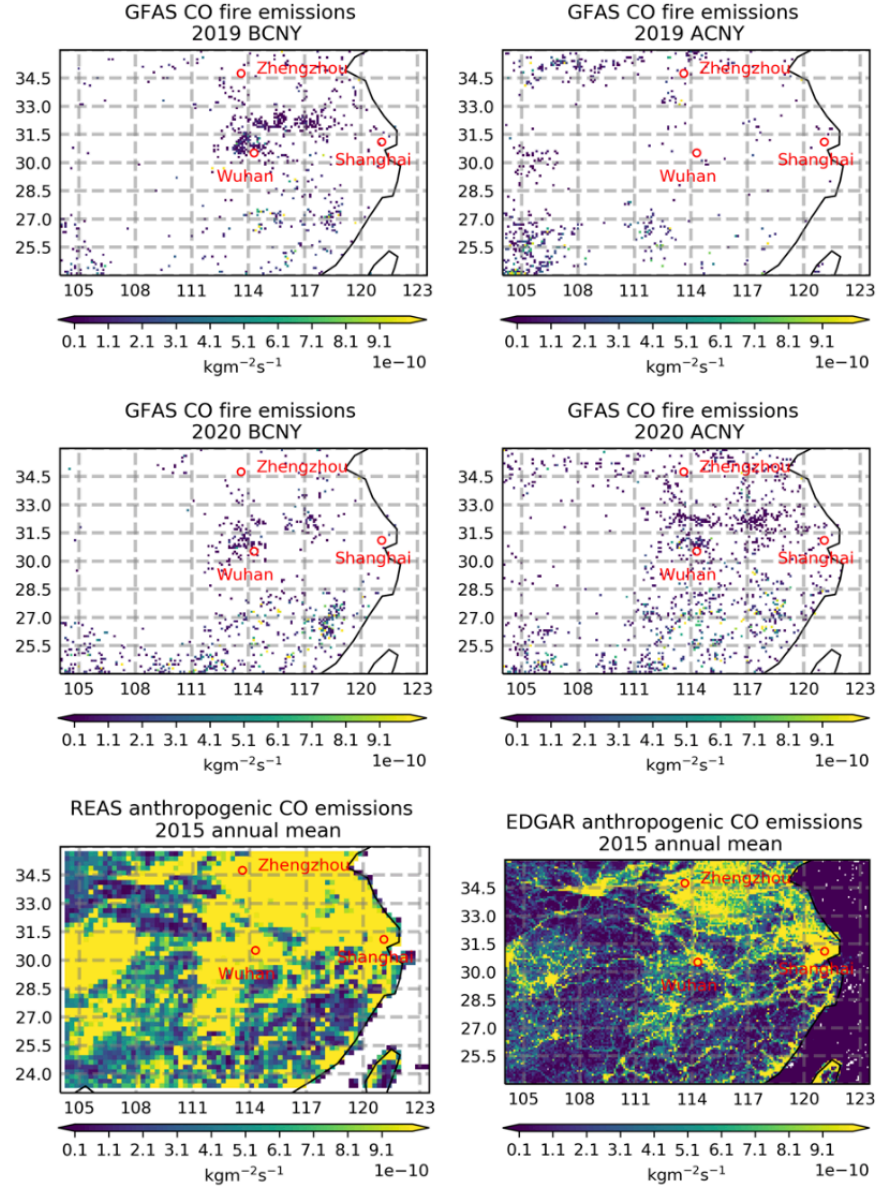 GFAS CO fire emissions
2019 BCNY
34.5
33.0
31.5
30.0
28.5
27.0
25.5
Zhengzhou
Shanghai
Wuhan
105 108 111 114 117 120 123
0.1 1.1 2.1 3.1 4.1 5.1 6.1 7.1 8.1 9.1
kgm⁻²s⁻¹
1e−10
GFAS CO fire emissions
2019 ACNY
34.5
33.0
31.5
30.0
28.5
27.0
25.5
Zhengzhou
Shanghai
Wuhan
105 108 111 114 117 120 123
0.1 1.1 2.1 3.1 4.1 5.1 6.1 7.1 8.1 9.1
kgm⁻²s⁻¹
1e−10
GFAS CO fire emissions
2020 BCNY
34.5
33.0
31.5
30.0
28.5
27.0
25.5
Zhengzhou
Shanghai
Wuhan
105 108 111 114 117 120 123
0.1 1.1 2.1 3.1 4.1 5.1 6.1 7.1 8.1 9.1
kgm⁻²s⁻¹
1e−10
GFAS CO fire emissions
2020 ACNY
34.5
33.0
31.5
30.0
28.5
27.0
25.5
Zhengzhou
Shanghai
Wuhan
105 108 111 114 117 120 123
0.1 1.1 2.1 3.1 4.1 5.1 6.1 7.1 8.1 9.1
kgm⁻²s⁻¹
1e−10
REAS anthropogenic CO emissions
2015 annual mean
34.5
33.0
31.5
30.0
28.5
27.0
25.5
24.0
Zhengzhou
Shanghai
Wuhan
105 108 111 114 117 120 123
0.1 1.1 2.1 3.1 4.1 5.1 6.1 7.1 8.1 9.1
kgm⁻²s⁻¹
1e−10
EDGAR anthropogenic CO emissions
2015 annual mean
34.5
33.0
31.5
30.0
28.5
27.0
25.5
Zhengzhou
Shanghai
Wuhan
105 108 111 114 117 120 123
0.1 1.1 2.1 3.1 4.1 5.1 6.1 7.1 8.1 9.1
kgm⁻²s⁻¹
1e−10